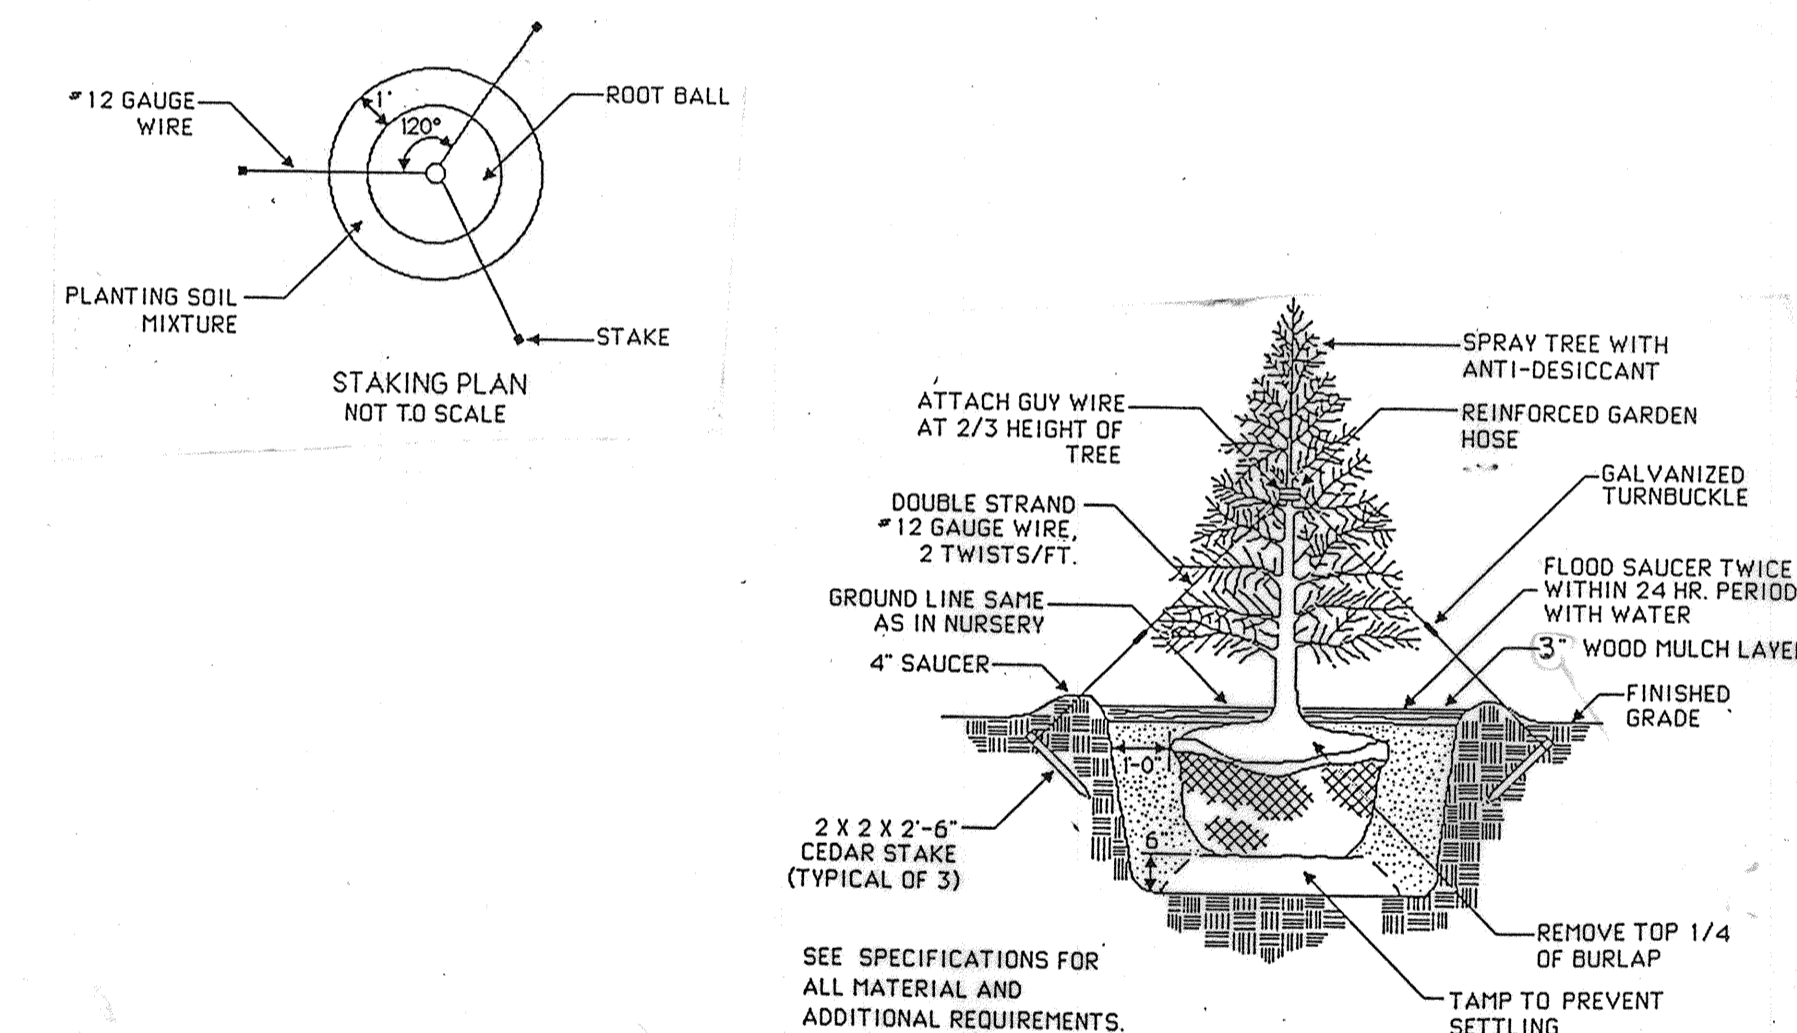 #12 GAUGE
WIRE
1'
120°
ROOT BALL
PLANTING SOIL
MIXTURE
STAKE
STAKING PLAN
NOT TO SCALE
SPRAY TREE WITH
ANTI-DESICCANT
ATTACH GUY WIRE
AT 2/3 HEIGHT OF
TREE
REINFORCED GARDEN
HOSE
GALVANIZED
TURNBUCKLE
DOUBLE STRAND
#12 GAUGE WIRE,
2 TWISTS/FT.
FLOOD SAUCER TWICE
WITHIN 24 HR. PERIOD
WITH WATER
GROUND LINE SAME
AS IN NURSERY
3" WOOD MULCH LAYER
4" SAUCER
FINISHED
GRADE
1'-0"
2 X 2 X 2'-6"
CEDAR STAKE
(TYPICAL OF 3)
6"
REMOVE TOP 1/4
OF BURLAP
TAMP TO PREVENT
SETTLING
SEE SPECIFICATIONS FOR
ALL MATERIAL AND
ADDITIONAL REQUIREMENTS.